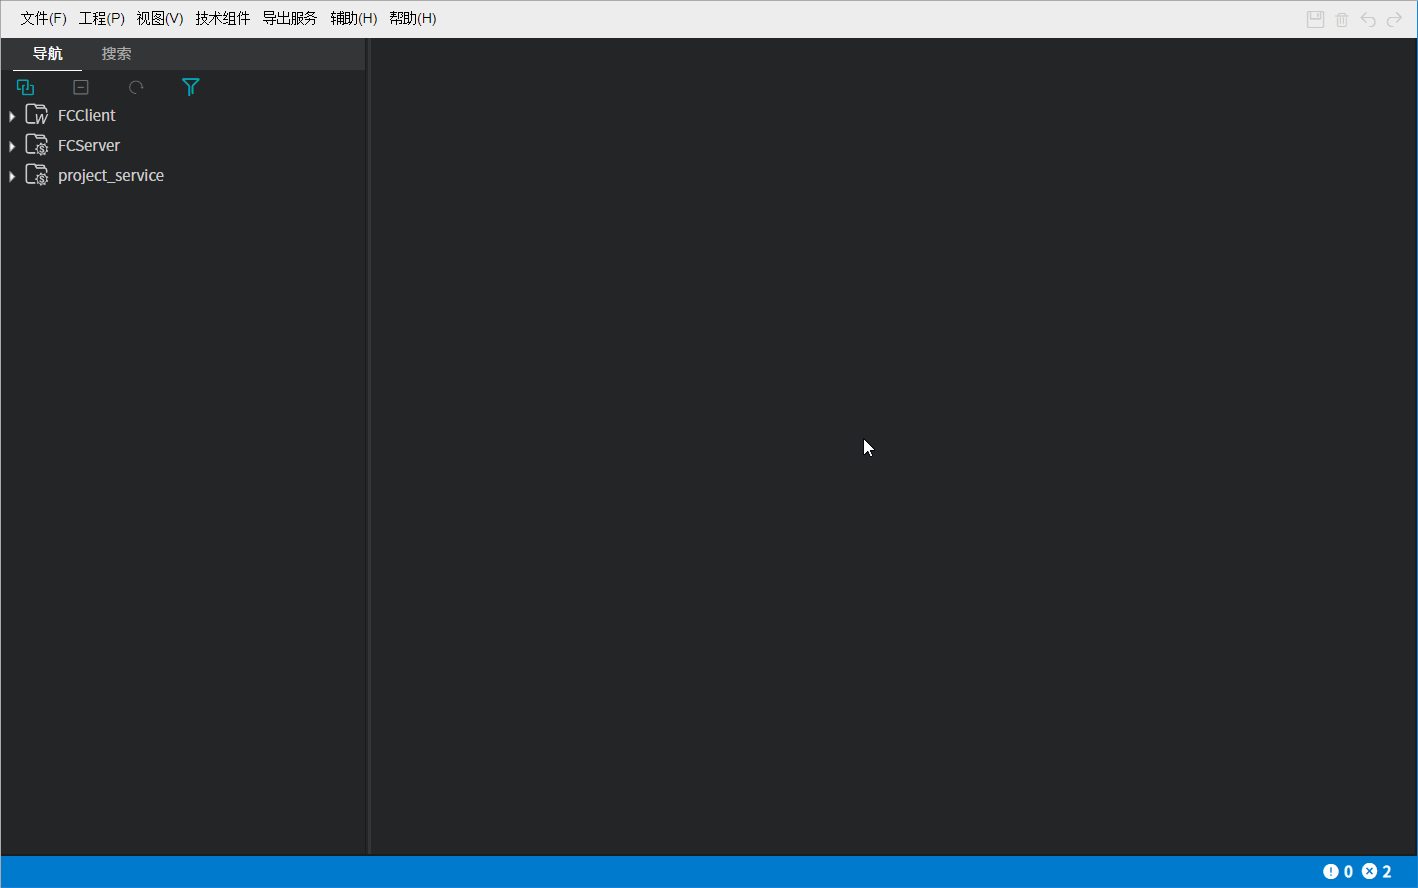 文件(F) 工程(P) 视图(V) 技术组件 导出服务 辅助(H) 帮助(H)
导航 搜索
FCClient
FCServer
project_service
0 2